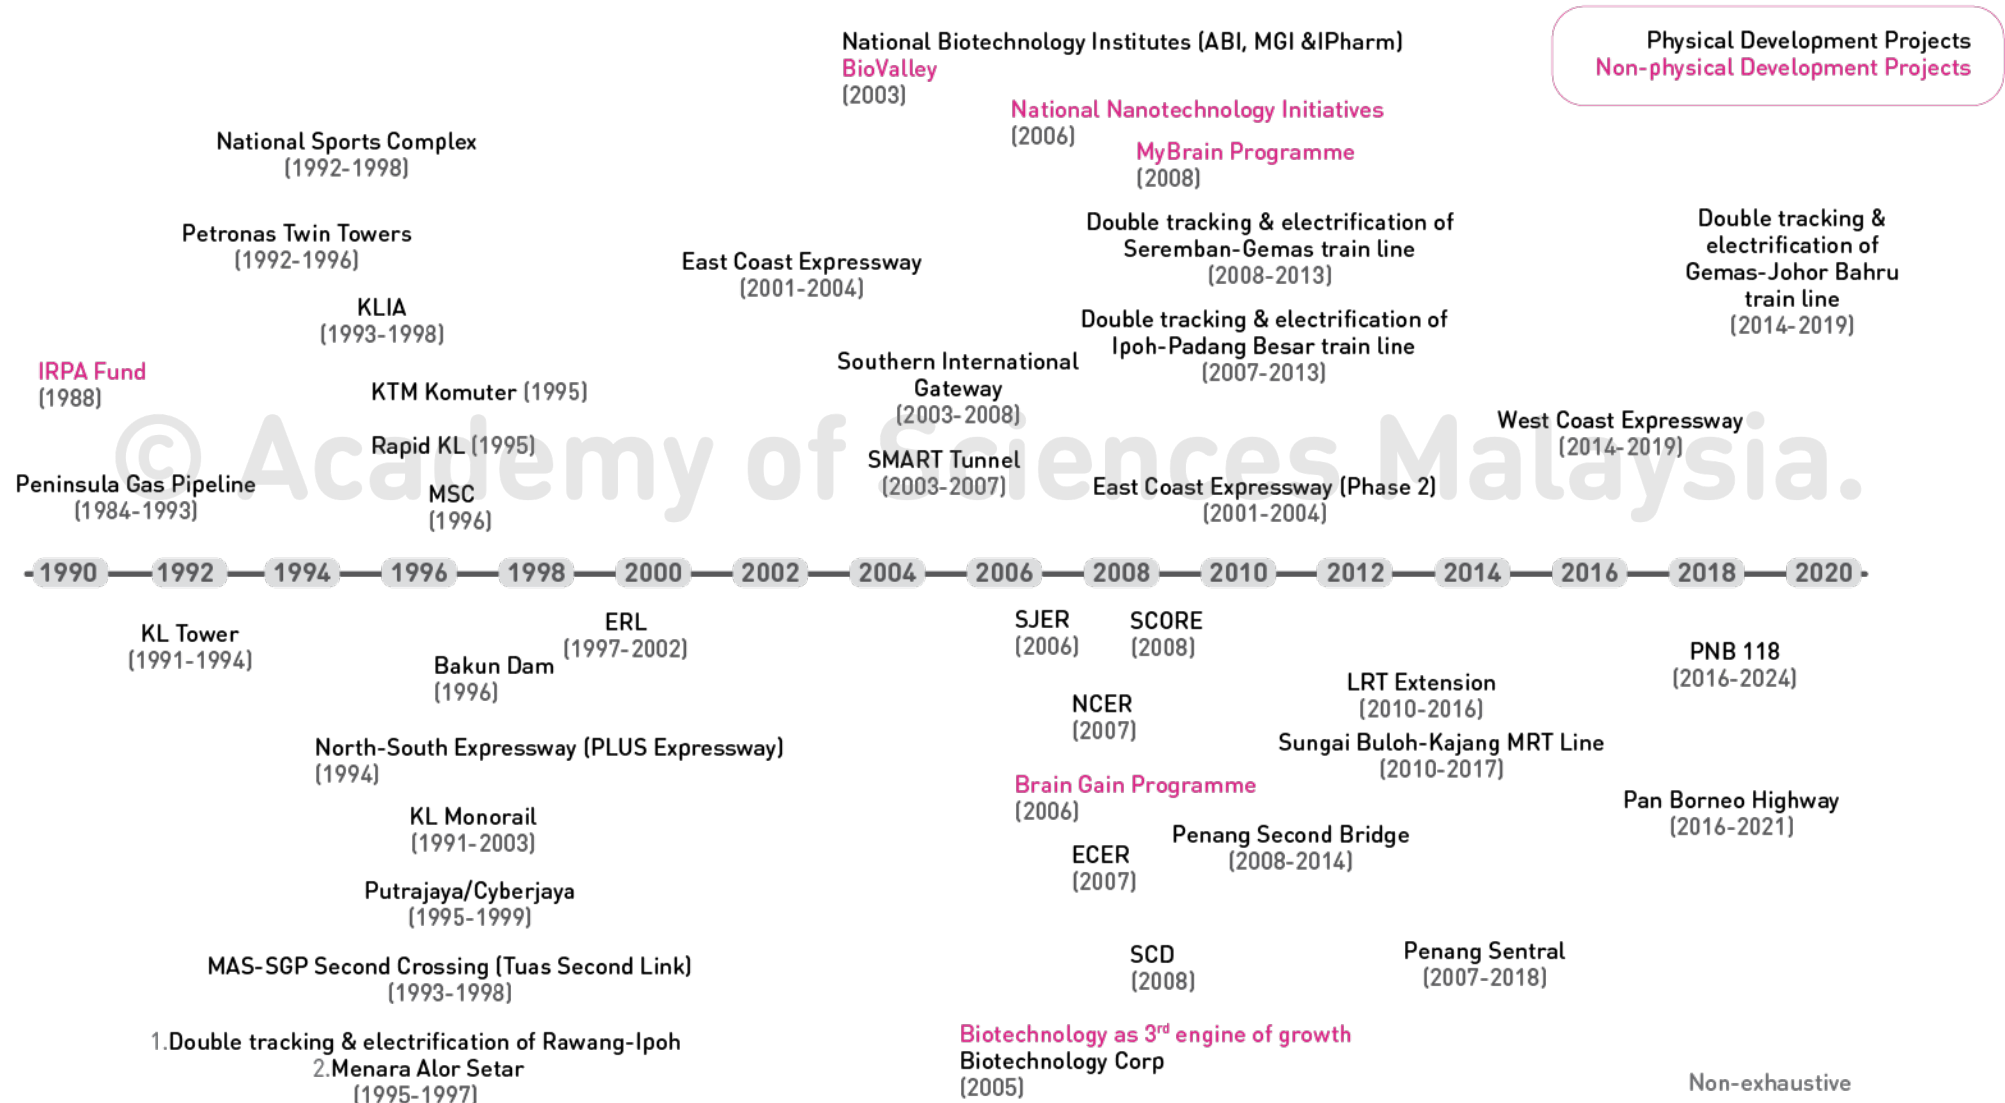 National Biotechnology Institutes (ABI, MGI &IPharm)
BioValley
(2003)
Physical Development Projects
Non-physical Development Projects
National Nanotechnology Initiatives
(2006)
National Sports Complex
(1992-1998)
MyBrain Programme
(2008)
Petronas Twin Towers
(1992-1996)
East Coast Expressway
(2001-2004)
Double tracking & electrification of
Seremban-Gemas train line
(2008-2013)
Double tracking &
electrification of
Gemas-Johor Bahru
train line
(2014-2019)
KLIA
(1993-1998)
Double tracking & electrification of
Ipoh-Padang Besar train line
(2007-2013)
IRPA Fund
(1988)
KTM Komuter (1995)
Southern International
Gateway
(2003-2008)
Rapid KL (1995)
West Coast Expressway
(2014-2019)
© Academy of Sciences Malaysia.
Peninsula Gas Pipeline
(1984-1993)
MSC
(1996)
SMART Tunnel
(2003-2007)
East Coast Expressway (Phase 2)
(2001-2004)
1990 1992 1994 1996 1998 2000 2002 2004 2006 2008 2010 2012 2014 2016 2018 2020
KL Tower
(1991-1994)
ERL
(1997-2002)
Bakun Dam
(1996)
SJER
(2006)
SCORE
(2008)
PNB 118
(2016-2024)
NCER
(2007)
LRT Extension
(2010-2016)
North-South Expressway (PLUS Expressway)
(1994)
Sungai Buloh-Kajang MRT Line
(2010-2017)
Brain Gain Programme
(2006)
Pan Borneo Highway
(2016-2021)
KL Monorail
(1991-2003)
Penang Second Bridge
(2008-2014)
ECER
(2007)
Putrajaya/Cyberjaya
(1995-1999)
MAS-SGP Second Crossing (Tuas Second Link)
(1993-1998)
SCD
(2008)
Penang Sentral
(2007-2018)
1.Double tracking & electrification of Rawang-Ipoh
2.Menara Alor Setar
(1995-1997)
Biotechnology as 3rd engine of growth
Biotechnology Corp
(2005)
Non-exhaustive